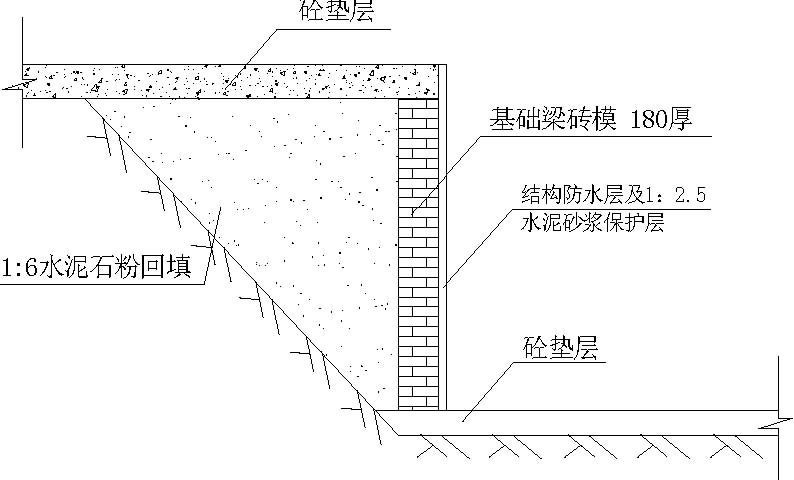 砼垫层
基础梁砖模 180厚
结构防水层及1：2.5
水泥砂浆保护层
1:6水泥石粉回填
砼垫层